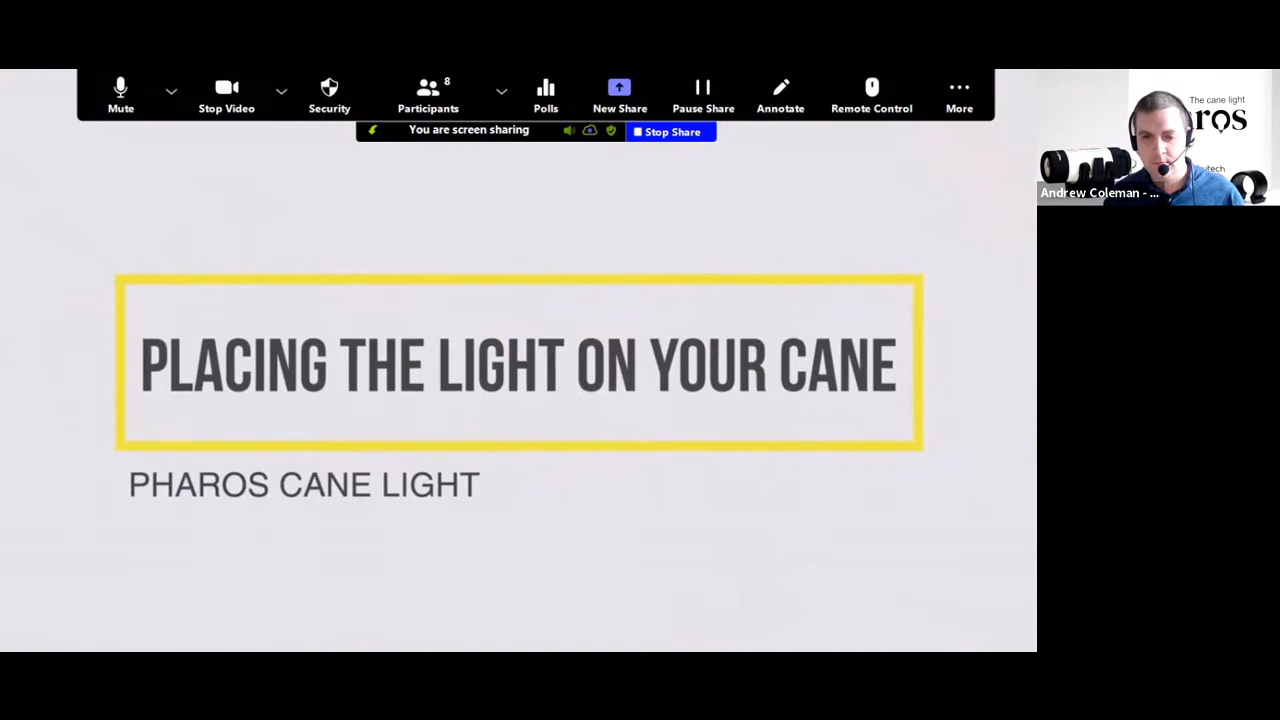 8
Mute
Stop Video
Security
Participants
Polls
New Share
Pause Share
Annotate
Remote Control
More
You are screen sharing
Stop Share
The cane light
ros
Andrew Coleman - ...
PLACING THE LIGHT ON YOUR CANE
PHAROS CANE LIGHT